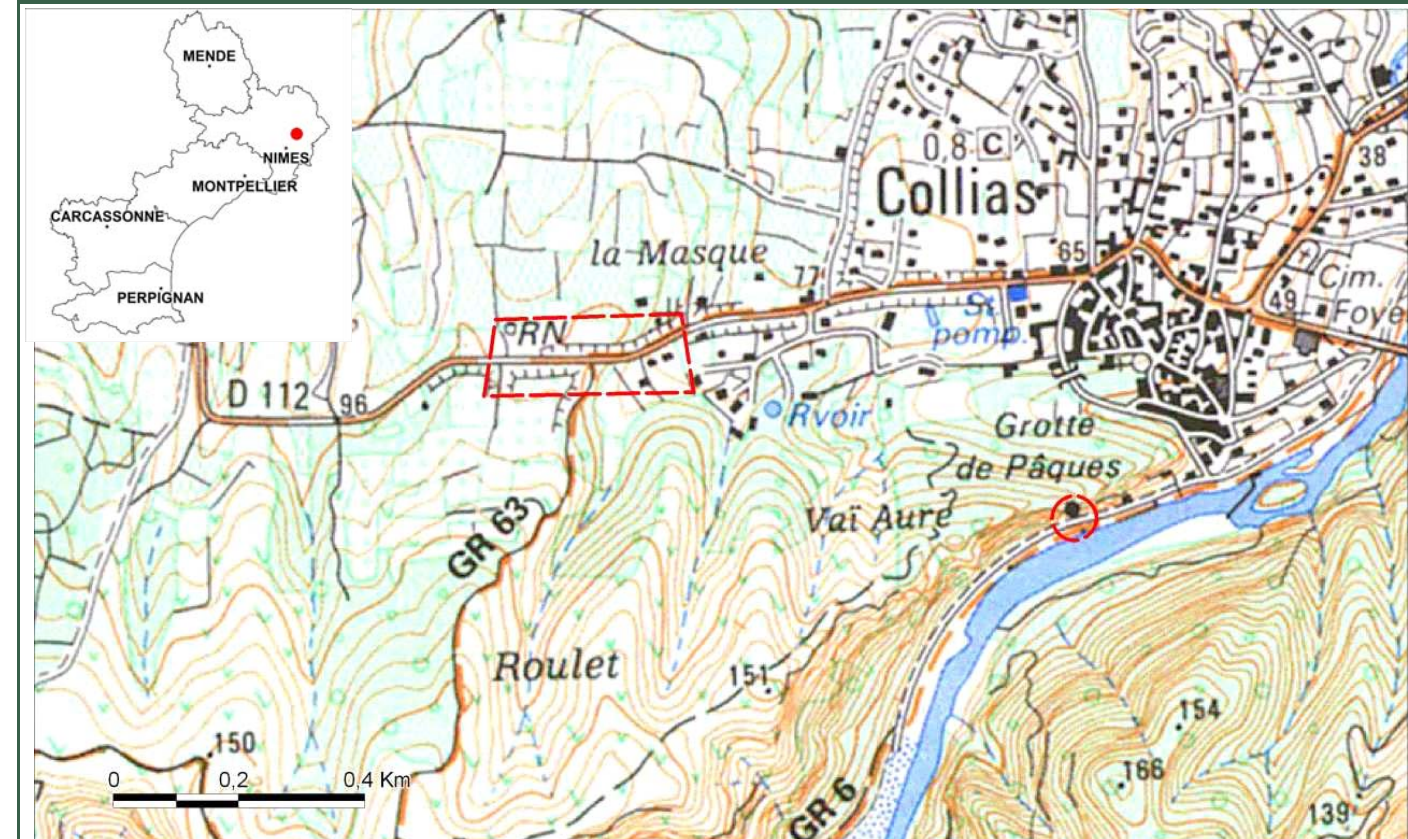 MENDE
NIMES
MONTPELLIER
CARCASSONNE
PERPIGNAN
0,8 C
Collias
38
la-Masque
77
65
49
Cim.
RN
St
pomp.
D 112
96
Rvoir
Grotte
de Pâques
GR 63
Vaï Aure
Roulet
151
154
150
166
0 0,2 0,4 Km
GR 6
139